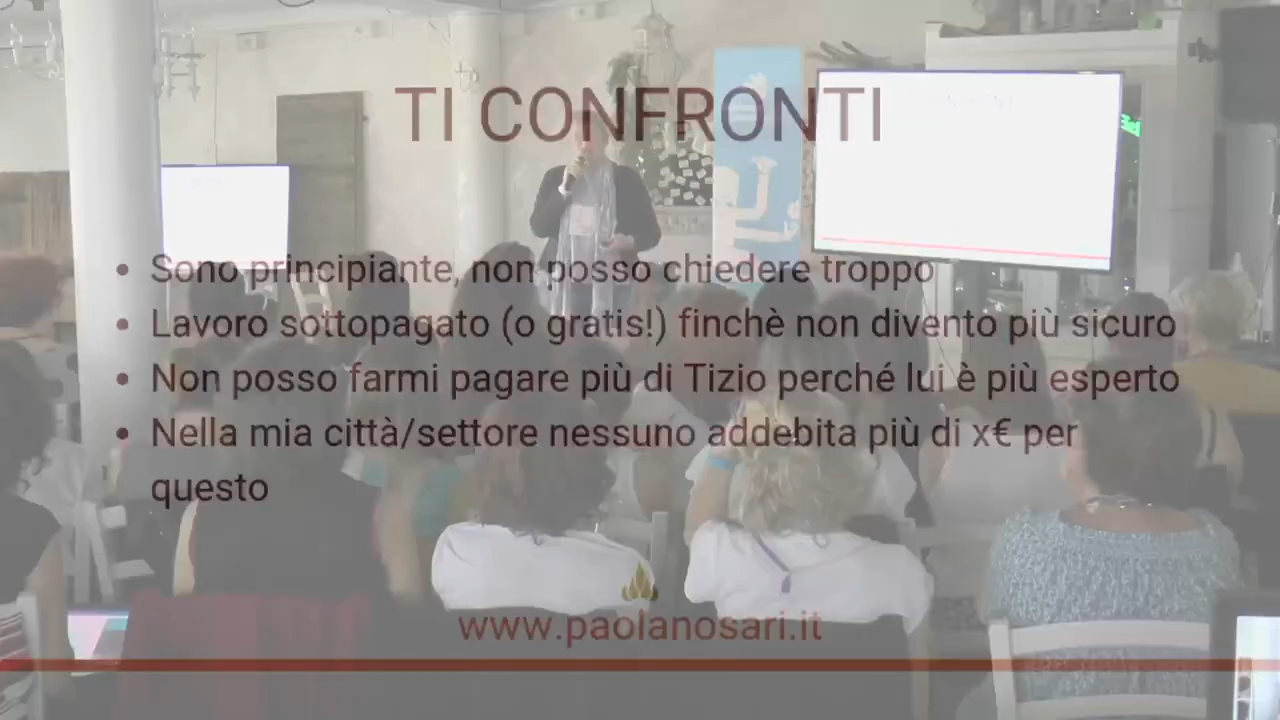 TI CONFRONTI
• Sono principiante, non posso chiedere troppo
• Lavoro sottopagato (o gratis!) finchè non divento più sicuro
• Non posso farmi pagare più di Tizio perché lui è più esperto
• Nella mia città/settore nessuno addebita più di x€ per
questo
www.paolanosari.it